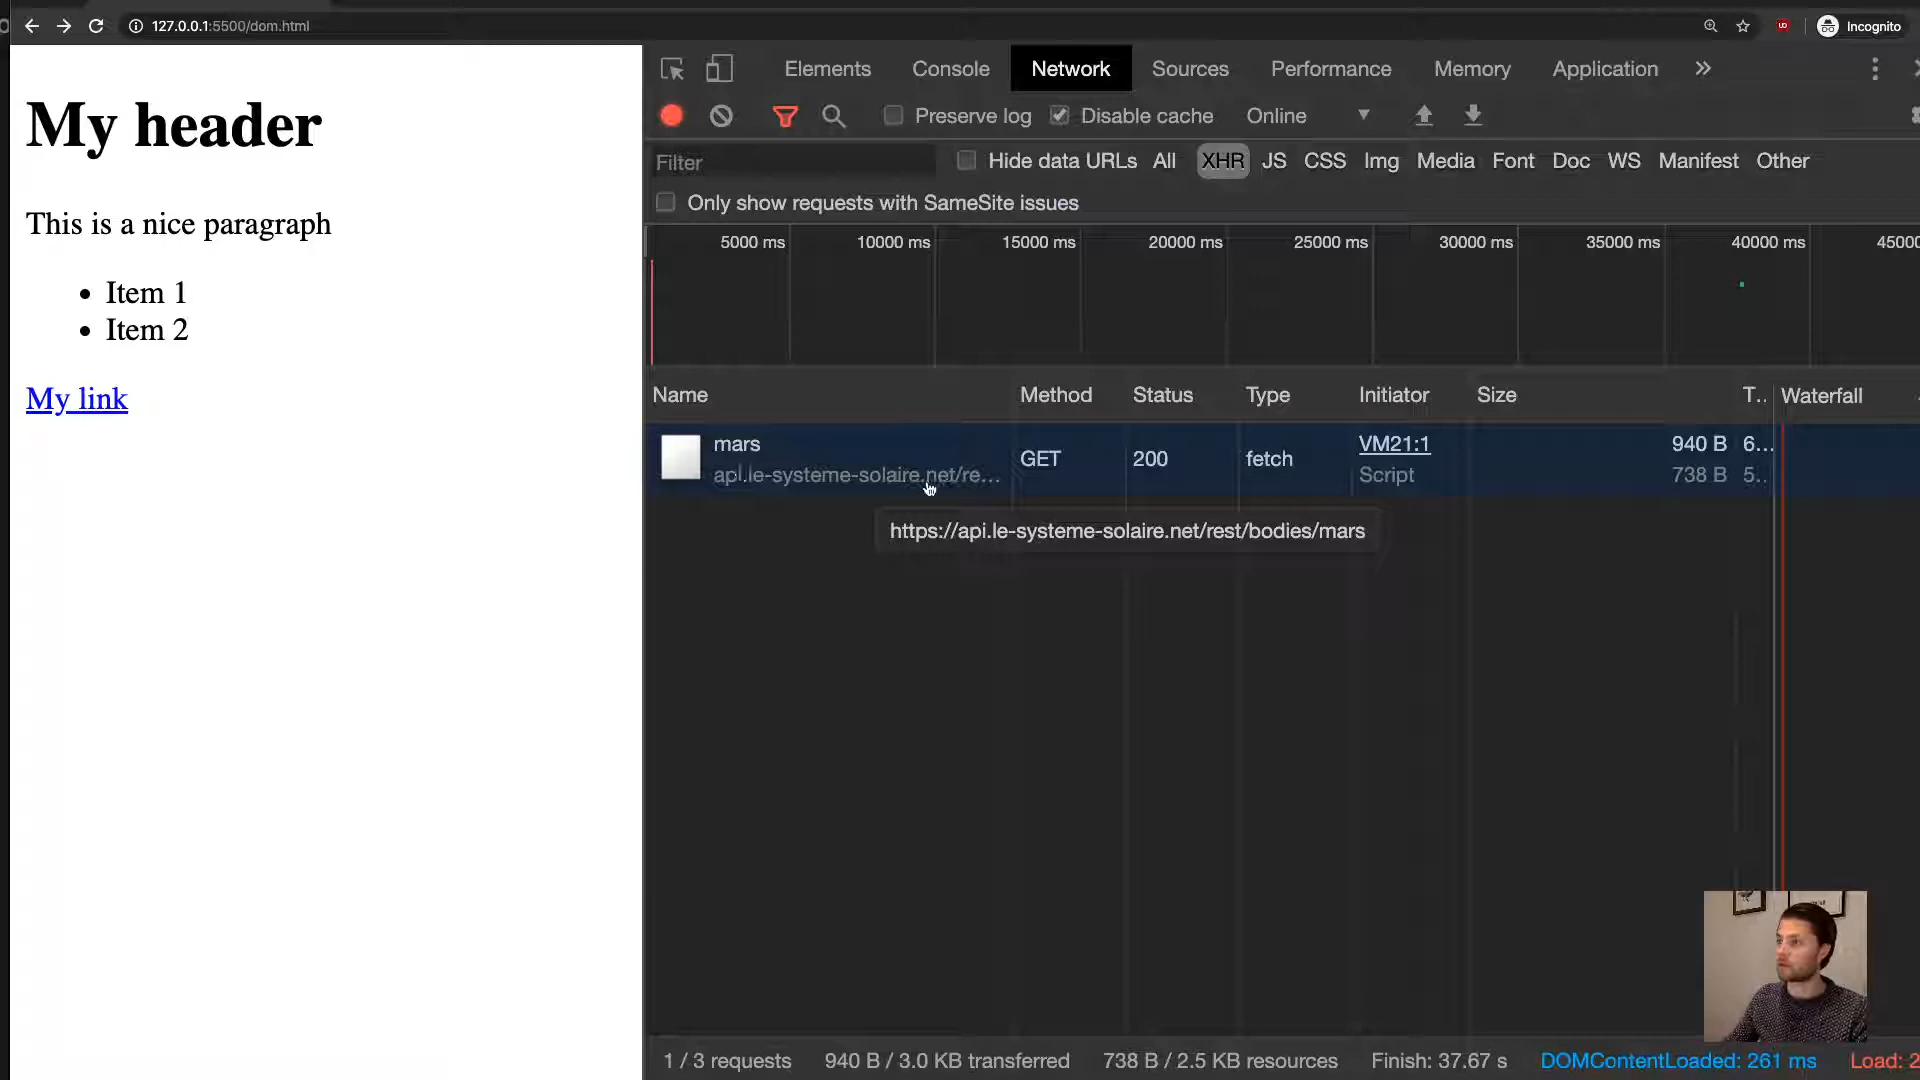 127.0.0.1:5500/dom.html
Incognito
My header
This is a nice paragraph
Item 1
Item 2
My link
Elements Console Network Sources Performance Memory Application
Preserve log Disable cache Online
Filter Hide data URLs All XHR JS CSS Img Media Font Doc WS Manifest Other
Only show requests with SameSite issues
5000 ms 10000 ms 15000 ms 20000 ms 25000 ms 30000 ms 35000 ms 40000 ms 45000
Name Method Status Type Initiator Size T.. Waterfall
mars GET 200 fetch VM21:1 940 B 6...
api.le-systeme-solaire.net/re... Script 738 B 5..
https://api.le-systeme-solaire.net/rest/bodies/mars
1 / 3 requests 940 B / 3.0 KB transferred 738 B / 2.5 KB resources Finish: 37.67 s DOMContentLoaded: 261 ms Load: 2